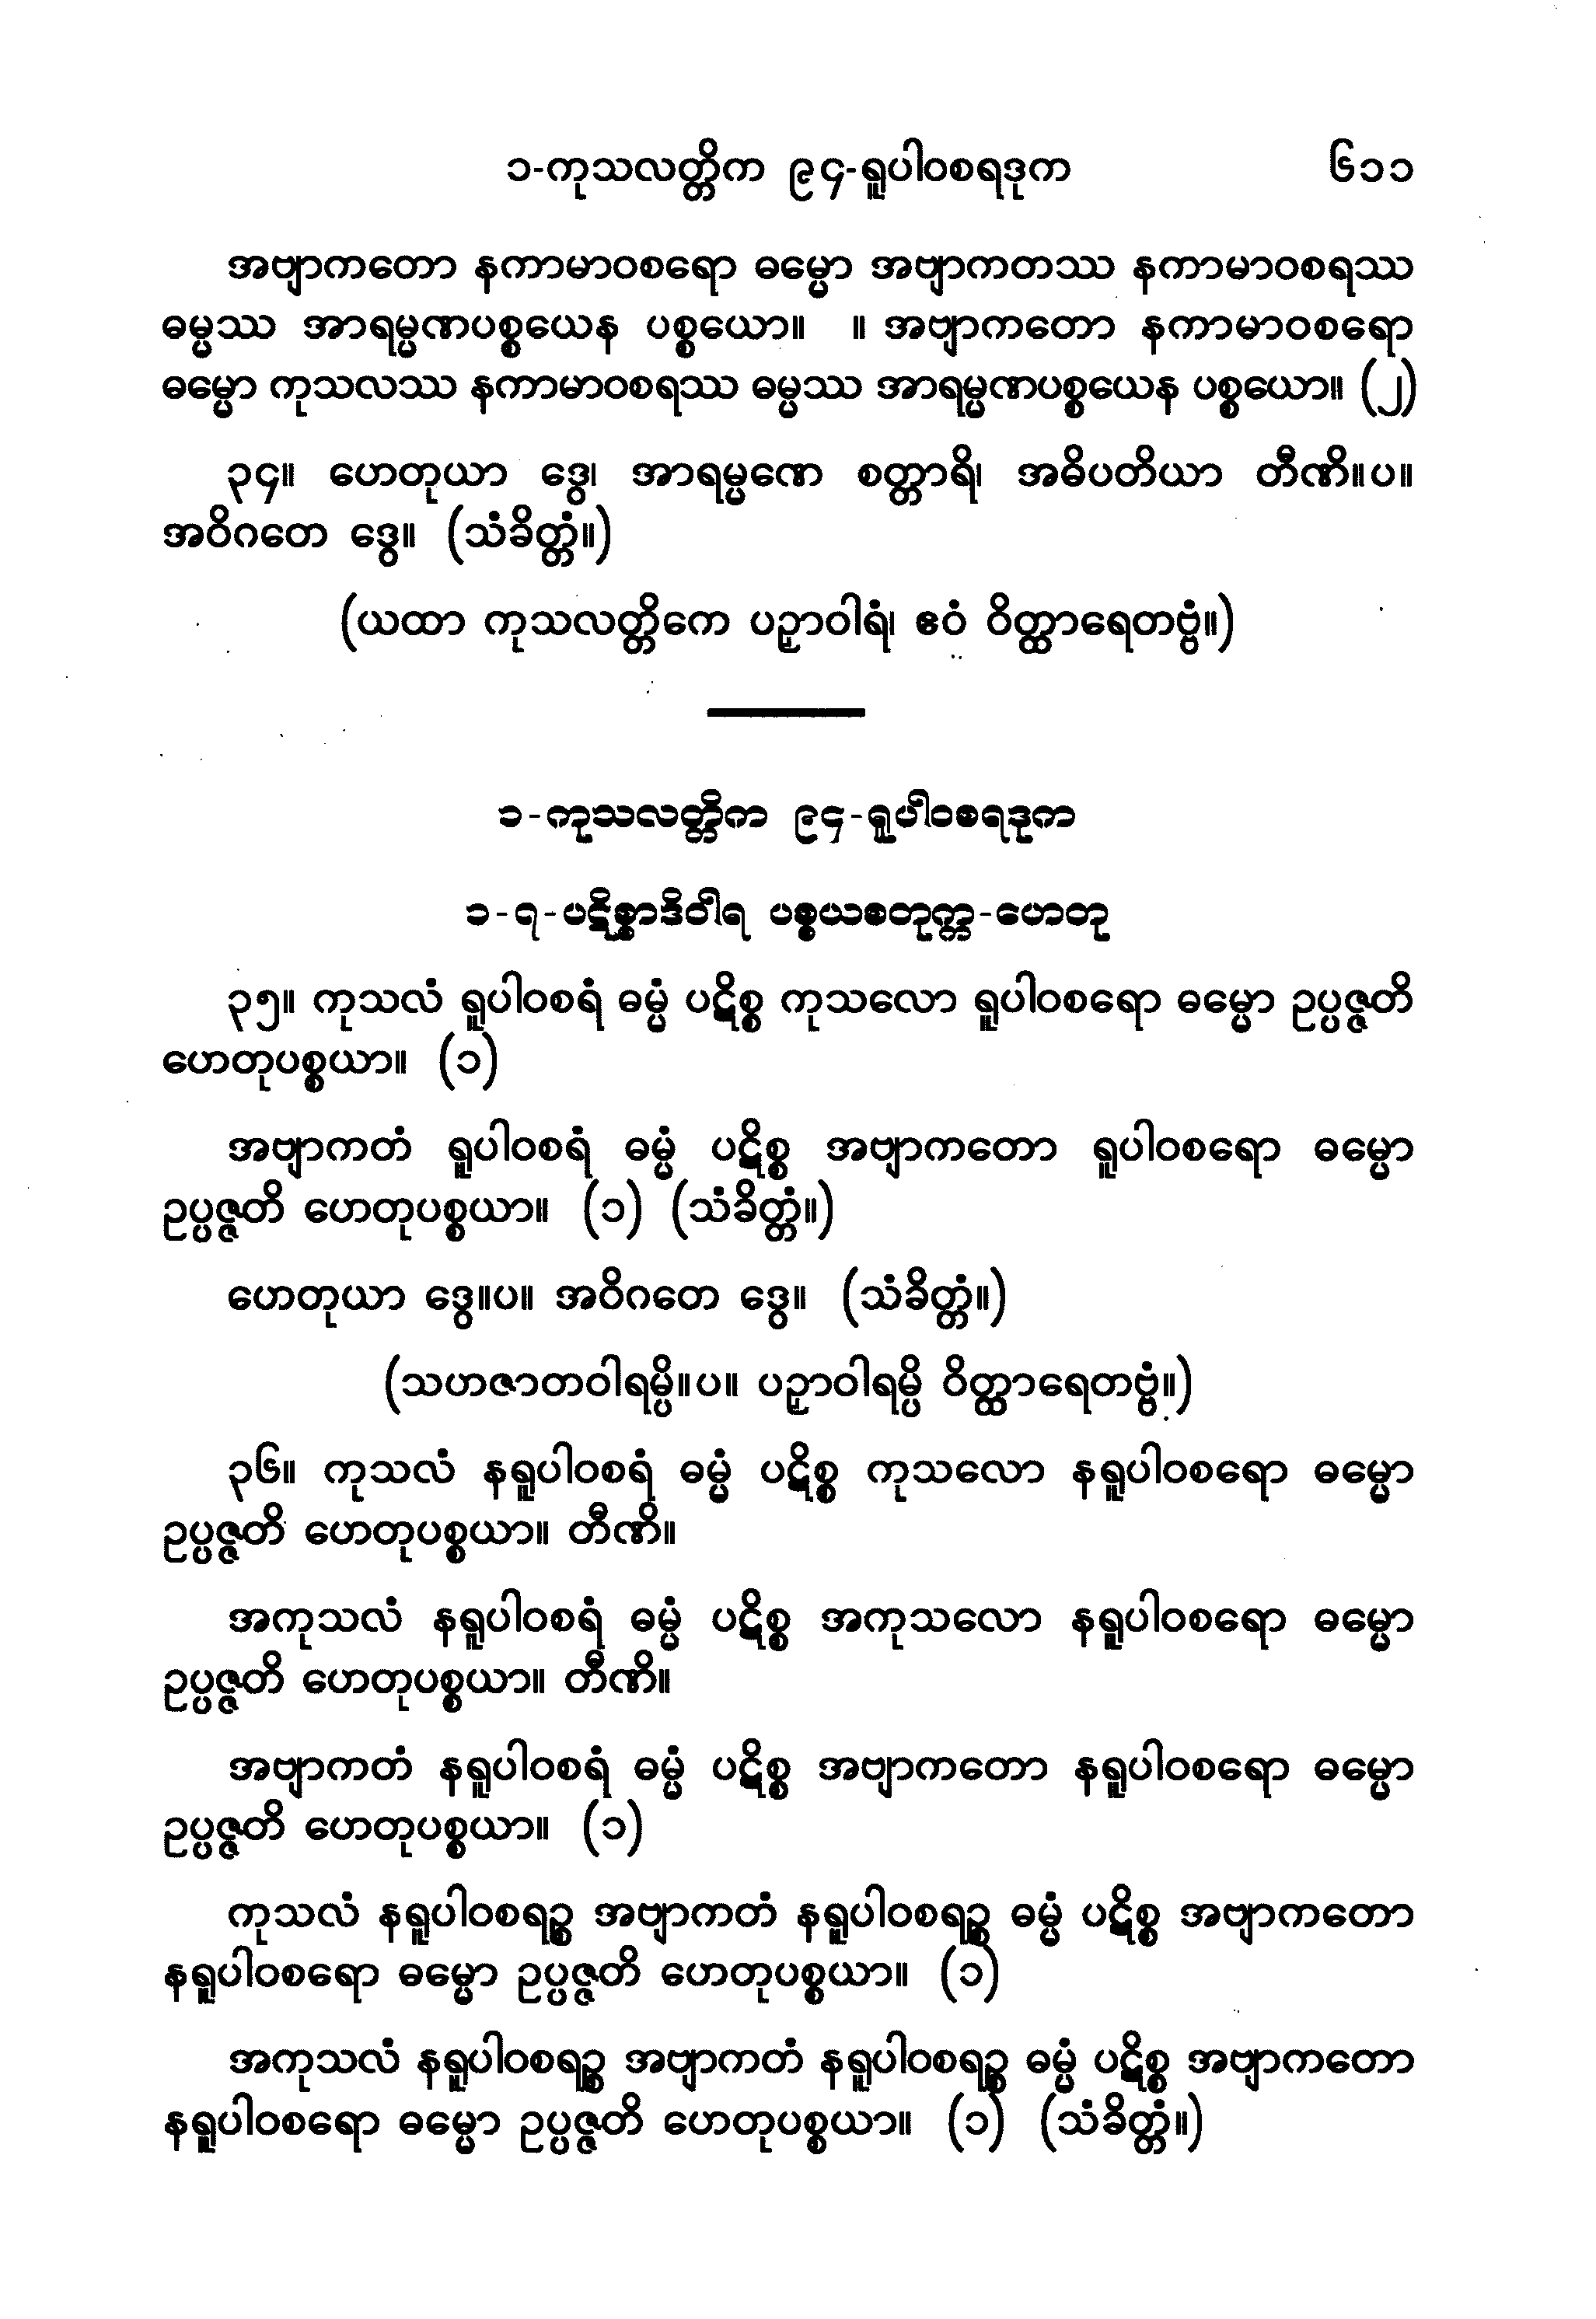 ၁-ကုသလတ္တိက ၉၄-ရူပါဝစရဒုက ၆၁၁
အဗျာကတော နကာမာဝစရော ဓမ္မော အဗျာကတဿ နကာမာဝစရဿ
ဓမ္မဿ အာရမ္မဏပစ္စယေန ပစ္စယော။ ။ အဗျာကတော နကာမာဝစရော
ဓမ္မော ကုသလဿ နကာမာဝစရဿ ဓမ္မဿ အာရမ္မဏပစ္စယေန ပစ္စယော။ (၂)
၃၄။ ဟေတုယာ ဒွေ၊ အာရမ္မဏေ စတ္တာရိ၊ အဓိပတိယာ တီဏိ။ပ။
အဝိဂတေ ဒွေ။ (သံခိတ္တံ။)
(ယထာ ကုသလတ္တိကေ ပဉှာဝါရံ၊ ဧဝံ ဝိတ္ထာရေတဗ္ဗံ။)
၁-ကုသလတ္တိက ၉၄-ရူပါဝစရဒုက
၁-၇-ပဋိစ္စာဒိဝါရ ပစ္စယစတုက္က-ဟေတု
၃၅။ ကုသလံ ရူပါဝစရံ ဓမ္မံ ပဋိစ္စ ကုသလော ရူပါဝစရော ဓမ္မော ဥပ္ပဇ္ဇတိ
ဟေတုပစ္စယာ။ (၁)
အဗျာကတံ ရူပါဝစရံ ဓမ္မံ ပဋိစ္စ အဗျာကတော ရူပါဝစရော ဓမ္မော
ဥပ္ပဇ္ဇတိ ဟေတုပစ္စယာ။ (၁) (သံခိတ္တံ။)
ဟေတုယာ ဒွေ။ပ။ အဝိဂတေ ဒွေ။ (သံခိတ္တံ။)
(သဟဇာတဝါရမ္ပိ။ပ။ ပဉှာဝါရမ္ပိ ဝိတ္ထာရေတဗ္ဗံ။)
၃၆။ ကုသလံ နရူပါဝစရံ ဓမ္မံ ပဋိစ္စ ကုသလော နရူပါဝစရော ဓမ္မော
ဥပ္ပဇ္ဇတိ ဟေတုပစ္စယာ။ တီဏိ။
အကုသလံ နရူပါဝစရံ ဓမ္မံ ပဋိစ္စ အကုသလော နရူပါဝစရော ဓမ္မော
ဥပ္ပဇ္ဇတိ ဟေတုပစ္စယာ။ တီဏိ။
အဗျာကတံ နရူပါဝစရံ ဓမ္မံ ပဋိစ္စ အဗျာကတော နရူပါဝစရော ဓမ္မော
ဥပ္ပဇ္ဇတိ ဟေတုပစ္စယာ။ (၁)
ကုသလံ နရူပါဝစရဉ္စ အဗျာကတံ နရူပါဝစရဉ္စ ဓမ္မံ ပဋိစ္စ အဗျာကတော
နရူပါဝစရော ဓမ္မော ဥပ္ပဇ္ဇတိ ဟေတုပစ္စယာ။ (၁)
အကုသလံ နရူပါဝစရဉ္စ အဗျာကတံ နရူပါဝစရဉ္စ ဓမ္မံ ပဋိစ္စ အဗျာကတော
နရူပါဝစရော ဓမ္မော ဥပ္ပဇ္ဇတိ ဟေတုပစ္စယာ။ (၁) (သံခိတ္တံ။)